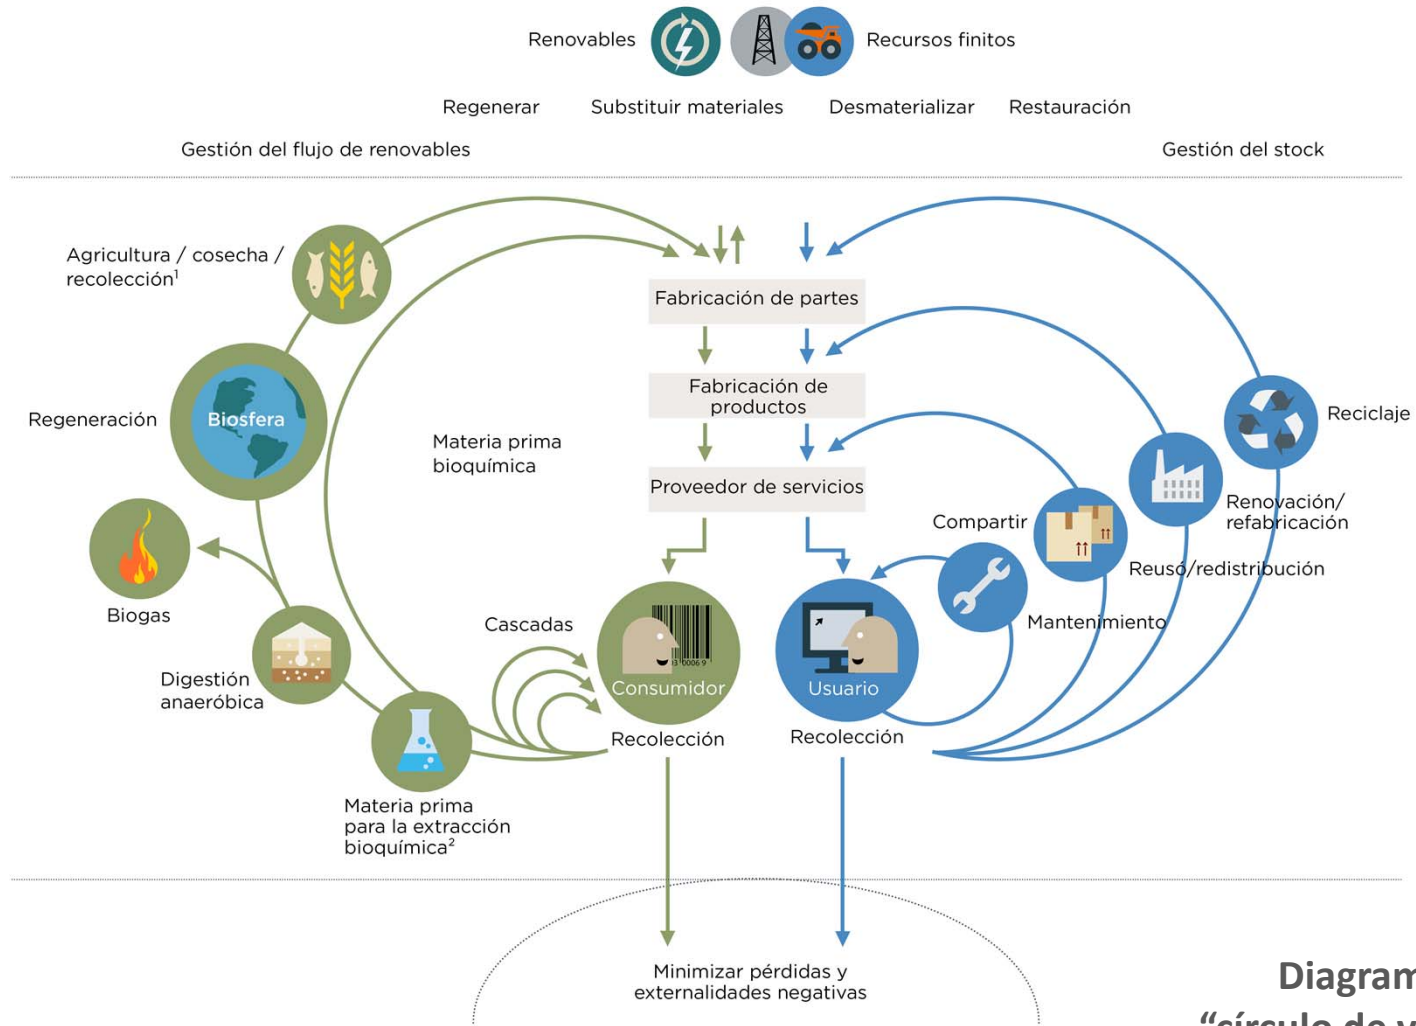 Renovables
Recursos finitos
Regenerar
Substituir materiales
Desmaterializar
Restauración
Gestión del flujo de renovables
Gestión del stock
Agricultura / cosecha /
recolección¹
Fabricación de partes
Regeneración
Biosfera
Fabricación de
productos
Reciclaje
Materia prima
bioquímica
Proveedor de servicios
Renovación/
refabricación
Compartir
Reusó/redistribución
Biogas
Mantenimiento
Cascadas
Digestión
anaeróbica
Consumidor
Usuario
Recolección
Recolección
Materia prima
para la extracción
bioquímica²
Minimizar pérdidas y
externalidades negativas
“círculo de